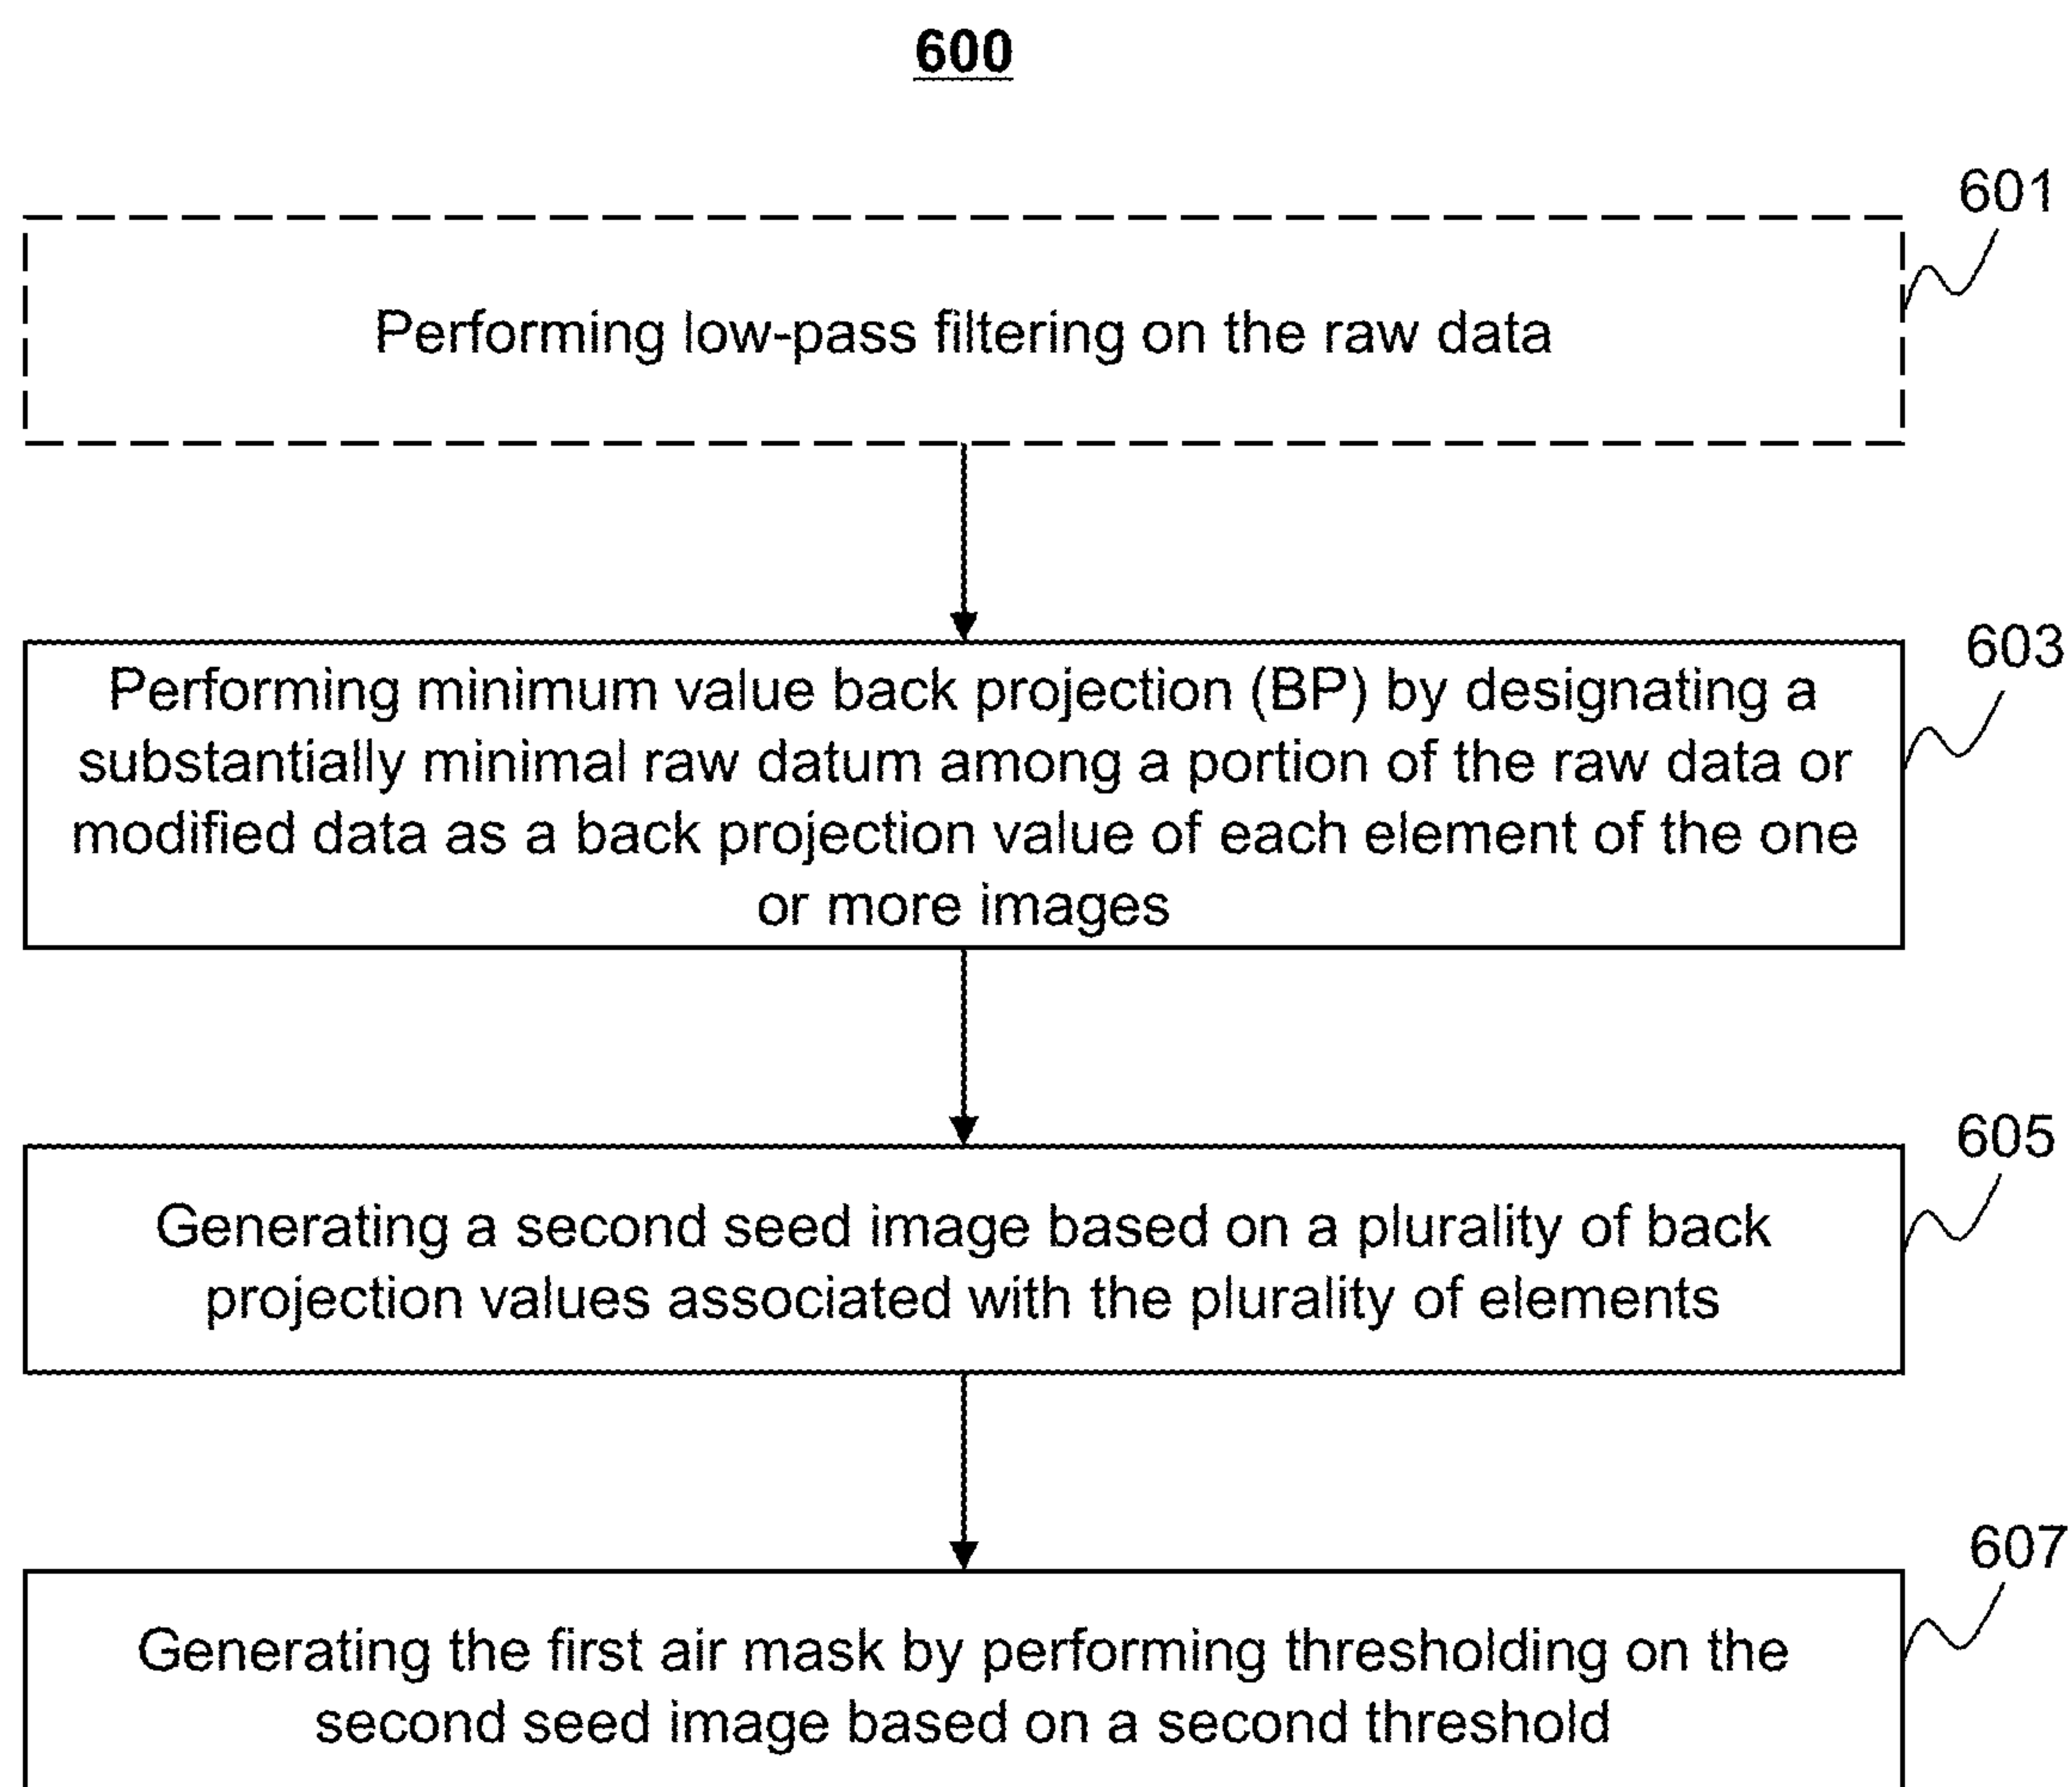 600
601
Performing low-pass filtering on the raw data
603
Performing minimum value back projection (BP) by designating a
substantially minimal raw datum among a portion of the raw data or
modified data as a back projection value of each element of the one
or more images
605
Generating a second seed image based on a plurality of back
projection values associated with the plurality of elements
607
Generating the first air mask by performing thresholding on the
second seed image based on a second threshold